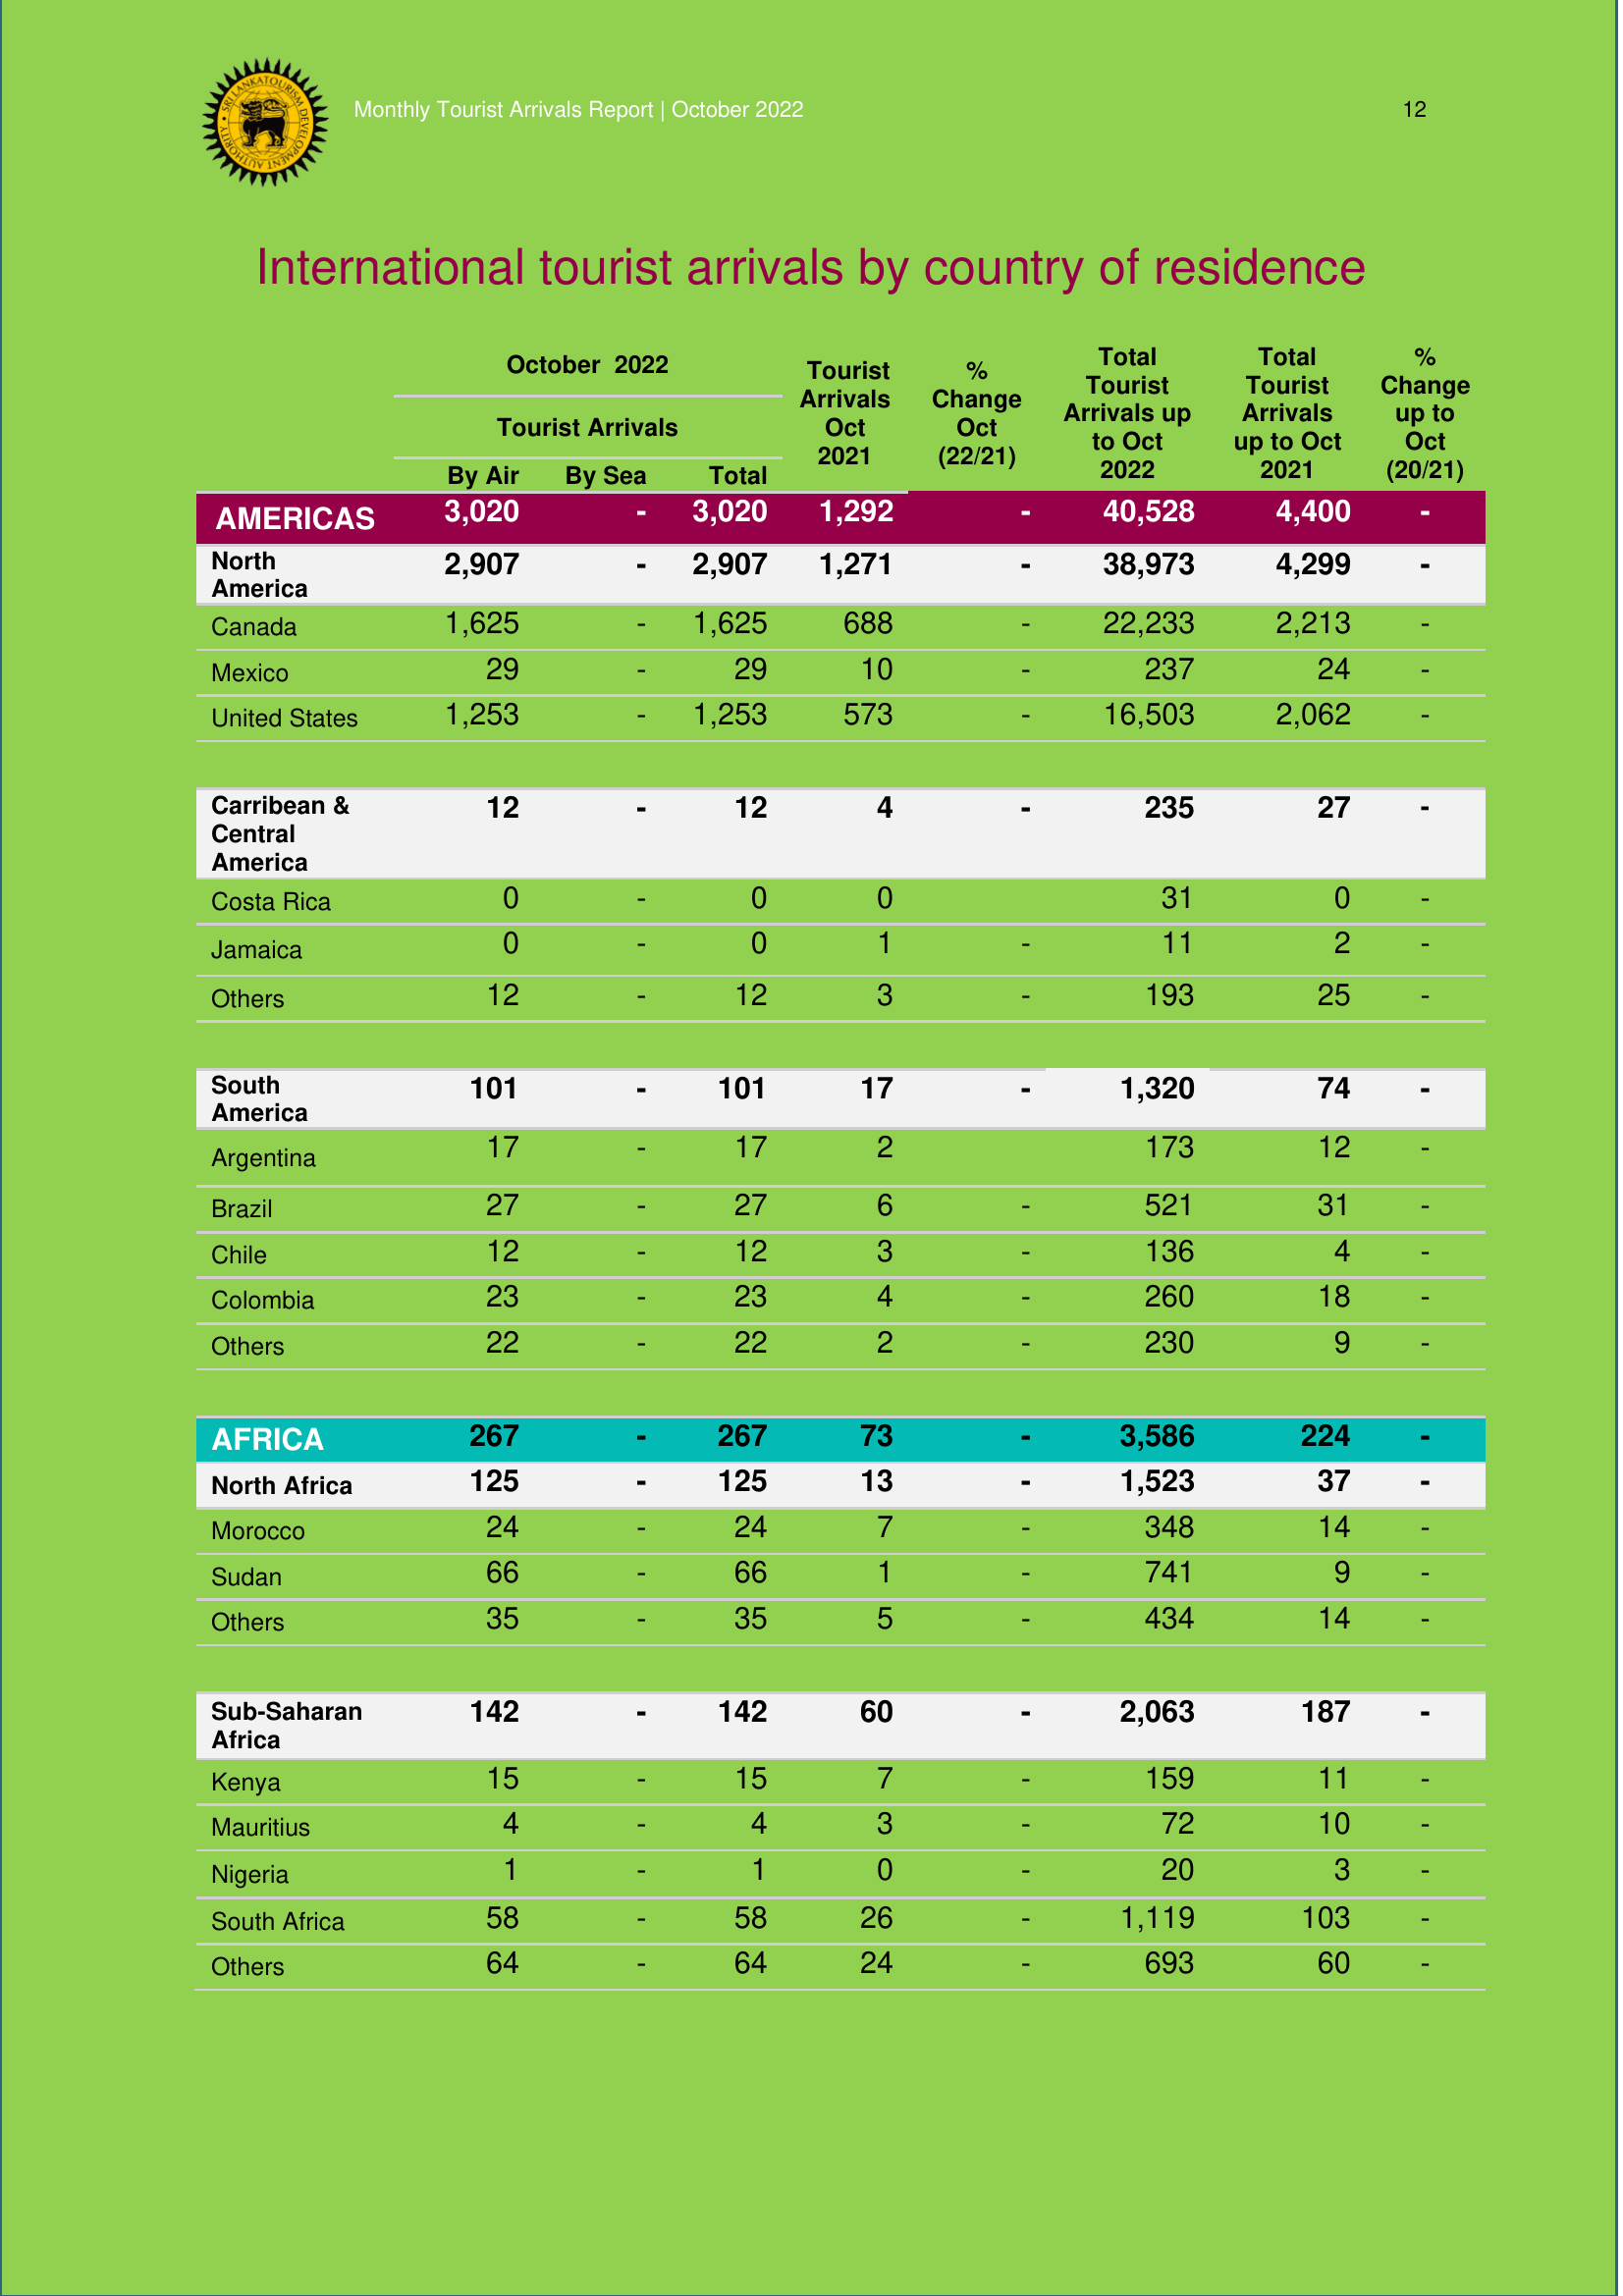 SRI LANKA TOURISM DEVELOPMENT AUTHORITY
Monthly Tourist Arrivals Report | October 2022 12
International tourist arrivals by country of residence
October 2022 Tourist Arrivals Oct 2021 % Change Oct (22/21) Total Tourist Arrivals up to Oct 2022 Total Tourist Arrivals up to Oct 2021 % Change up to Oct (20/21)
Tourist Arrivals
By Air By Sea Total
AMERICAS 3,020 - 3,020 1,292 - 40,528 4,400 -
North America 2,907 - 2,907 1,271 - 38,973 4,299 -
Canada 1,625 - 1,625 688 - 22,233 2,213 -
Mexico 29 - 29 10 - 237 24 -
United States 1,253 - 1,253 573 - 16,503 2,062 -
Carribean & Central America 12 - 12 4 - 235 27 -
Costa Rica 0 - 0 0 31 0 -
Jamaica 0 - 0 1 - 11 2 -
Others 12 - 12 3 - 193 25 -
South America 101 - 101 17 - 1,320 74 -
Argentina 17 - 17 2 173 12 -
Brazil 27 - 27 6 - 521 31 -
Chile 12 - 12 3 - 136 4 -
Colombia 23 - 23 4 - 260 18 -
Others 22 - 22 2 - 230 9 -
AFRICA 267 - 267 73 - 3,586 224 -
North Africa 125 - 125 13 - 1,523 37 -
Morocco 24 - 24 7 - 348 14 -
Sudan 66 - 66 1 - 741 9 -
Others 35 - 35 5 - 434 14 -
Sub-Saharan Africa 142 - 142 60 - 2,063 187 -
Kenya 15 - 15 7 - 159 11 -
Mauritius 4 - 4 3 - 72 10 -
Nigeria 1 - 1 0 - 20 3 -
South Africa 58 - 58 26 - 1,119 103 -
Others 64 - 64 24 - 693 60 -